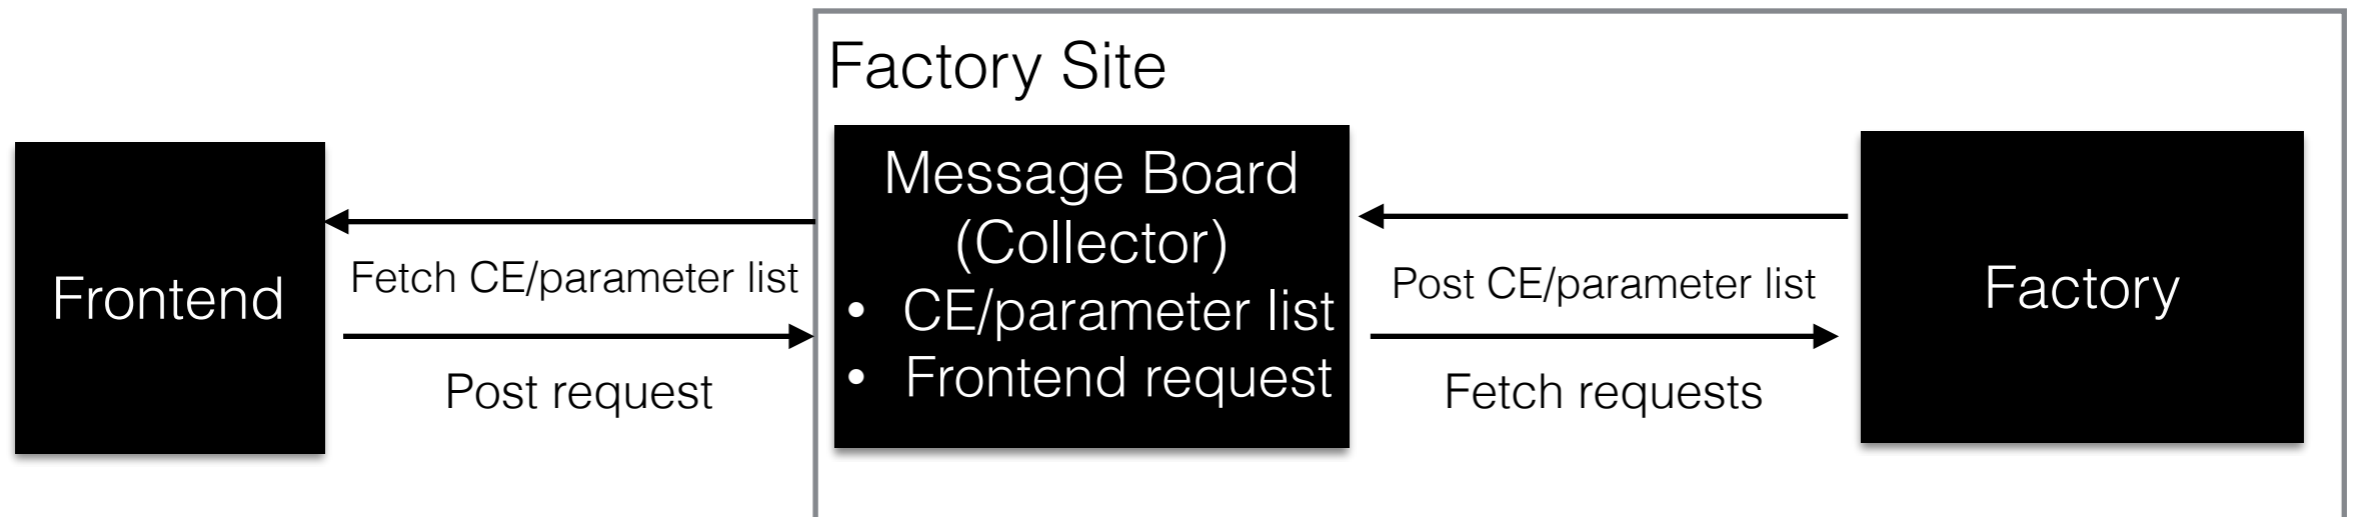 Factory Site
Frontend
Fetch CE/parameter list
Post request
Message Board
(Collector)
• CE/parameter list
• Frontend request
Post CE/parameter list
Fetch requests
Factory